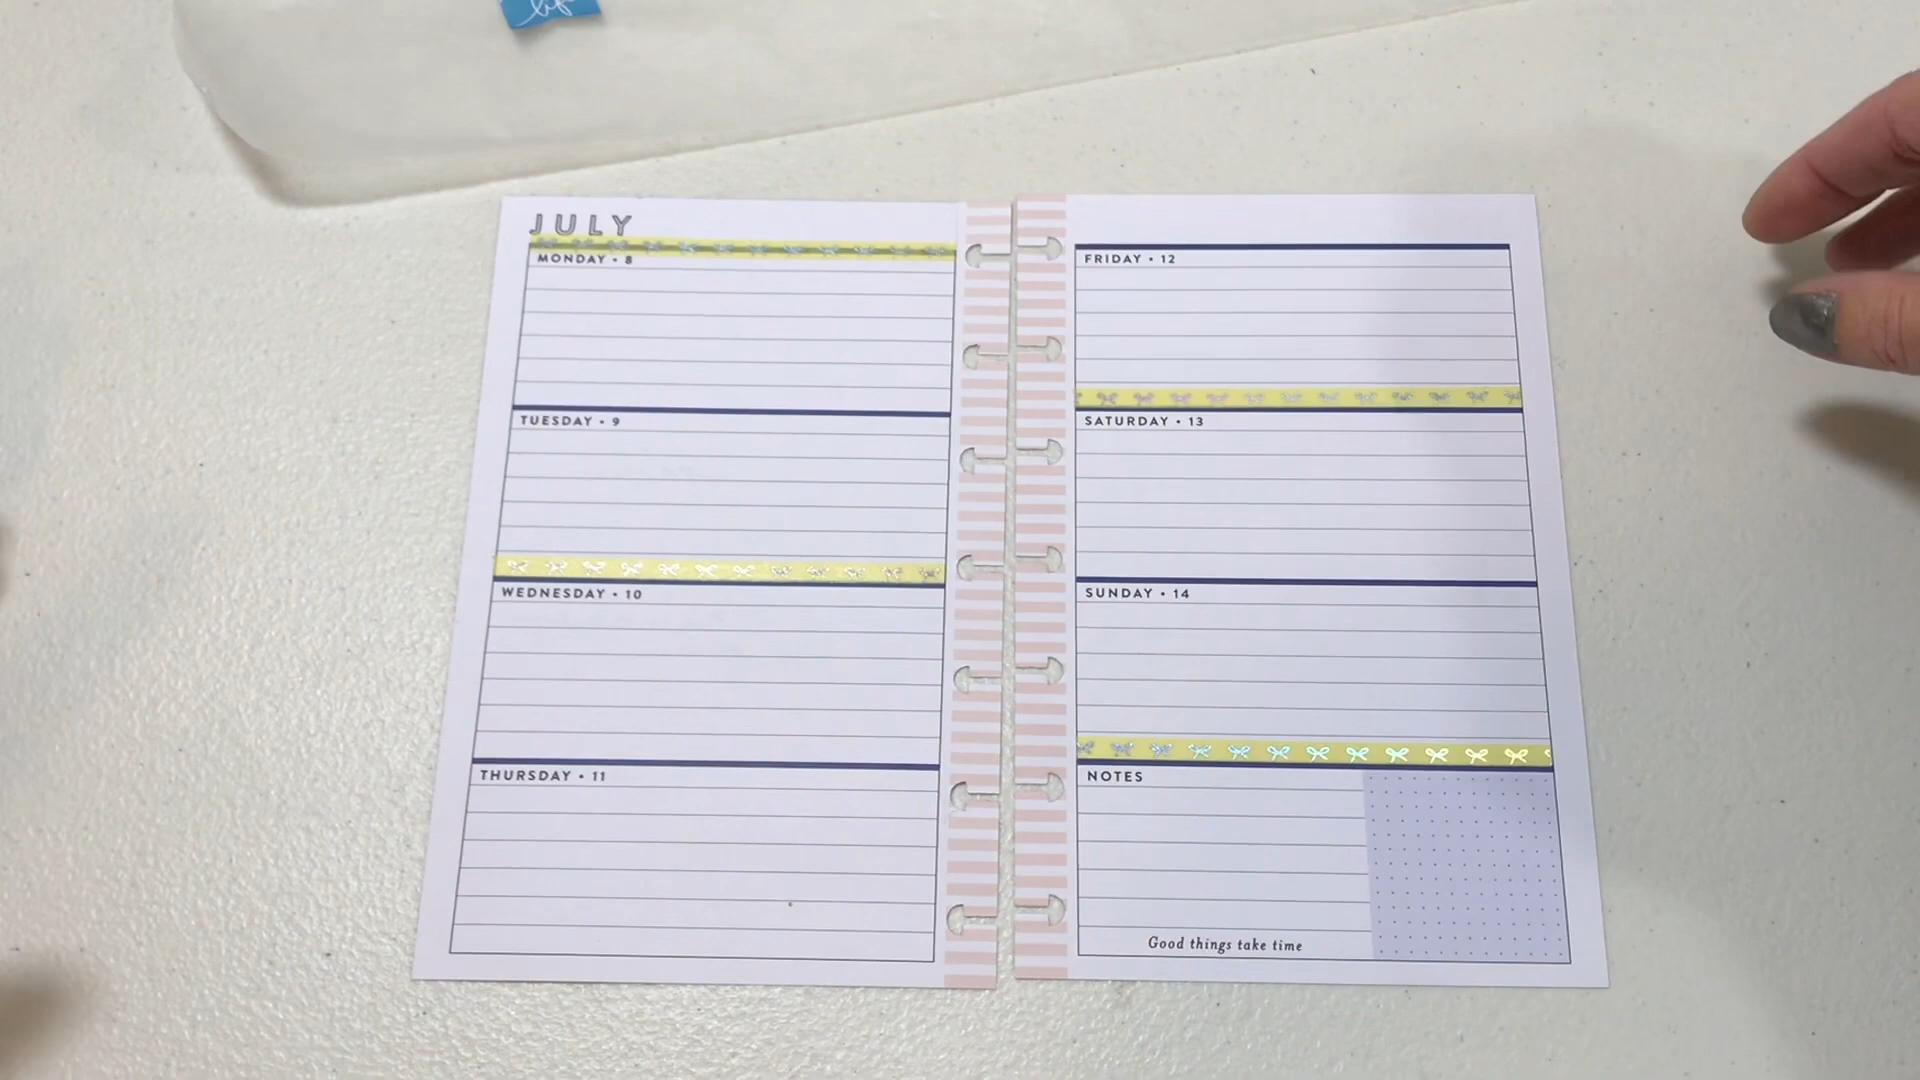 life
JULY
MONDAY • 8
TUESDAY • 9
WEDNESDAY • 10
THURSDAY • 11
FRIDAY • 12
SATURDAY • 13
SUNDAY • 14
NOTES
Good things take time